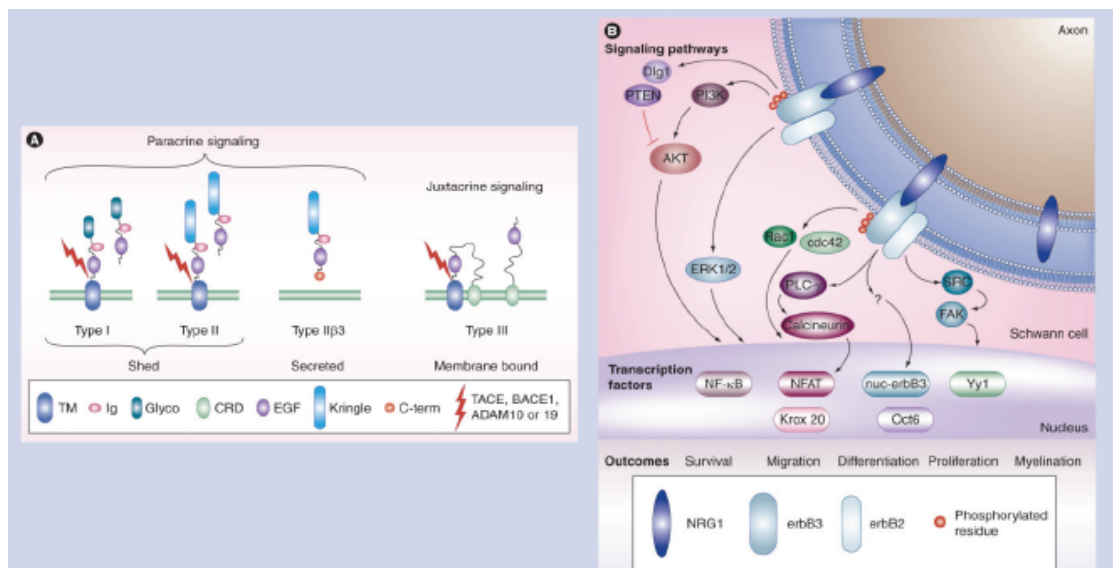 A
Paracrine signaling
Juxtacrine signaling
Type I
Type II
Type IIβ3
Type III
Shed
Secreted
Membrane bound
TM
Ig
Glyco
CRD
EGF
Kringle
C-term
TACE, BACE1,
ADAM10 or 19
B
Axon
Signaling pathways
Dlg1
PTEN
PI3K
AKT
Rac1
cdc42
ERK1/2
PLC-γ
SRC
?
Calcineurin
FAK
Schwann cell
Transcription
factors
NF-κB
NFAT
nuc-erbB3
Yy1
Krox 20
Oct6
Nucleus
Outcomes
Survival
Migration
Differentiation
Proliferation
Myelination
NRG1
erbB3
erbB2
Phosphorylated
residue